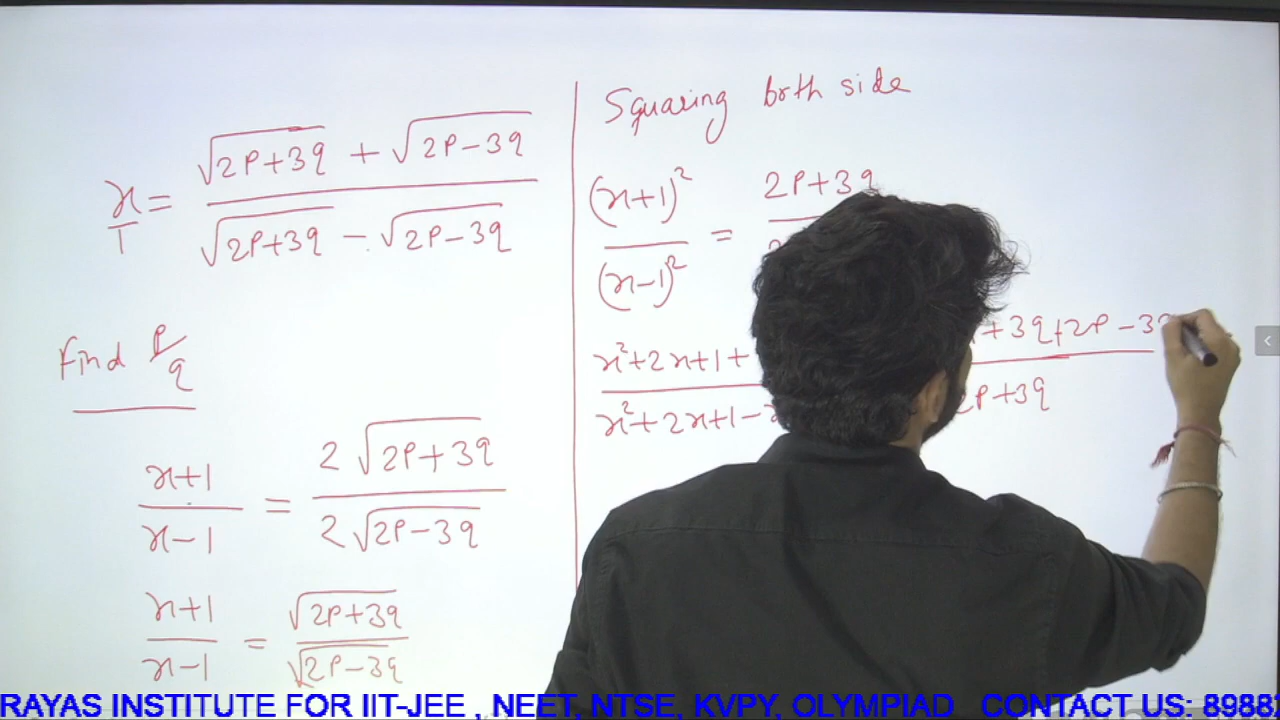 x/1 = (√(2P+3q) + √(2P-3q)) / (√(2P+3q) - √(2P-3q))
Find P/q
(x+1)/(x-1) = 2√(2P+3q) / 2√(2P-3q)
(x+1)/(x-1) = √(2P+3q) / √(2P-3q)
Squaring both side
(x+1)²/(x-1)² = 2P+3q
x²+2x+1+ +3q+2P-3q
x²+2x+1- 2P+3q
RAYAS INSTITUTE FOR IIT-JEE , NEET, NTSE, KVPY, OLYMPIAD CONTACT US: 8988